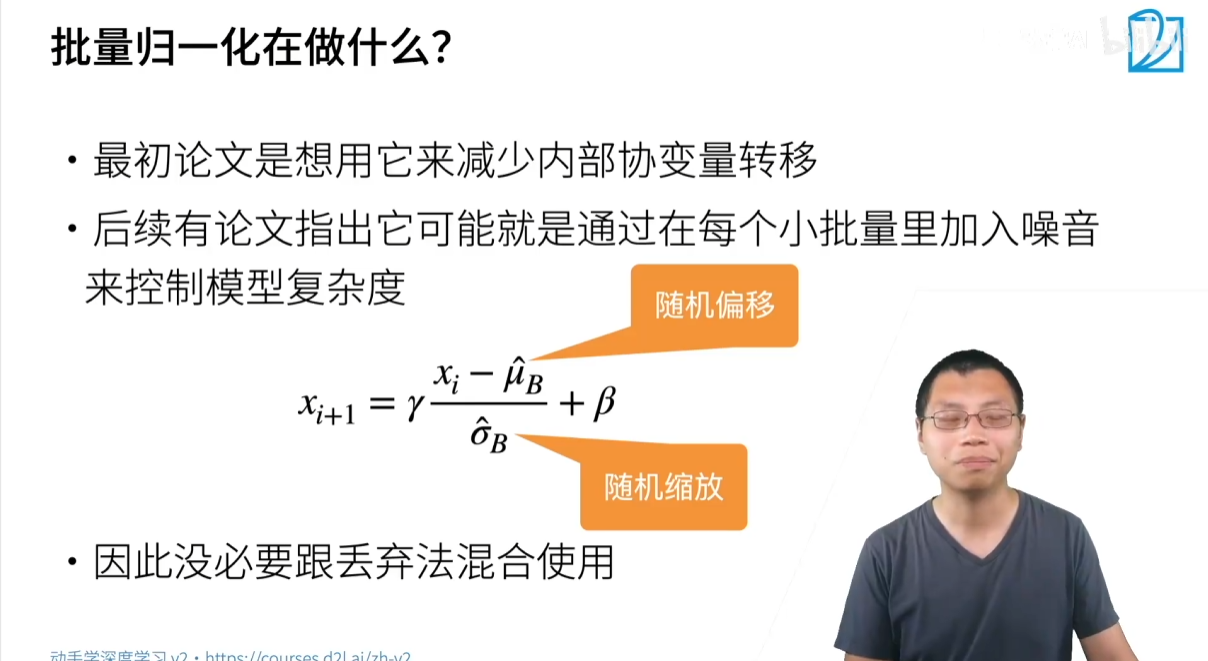 批量归一化在做什么?
• 最初论文是想用它来减少内部协变量转移
• 后续有论文指出它可能就是通过在每个小批量里加入噪音
来控制模型复杂度
随机偏移
x_{i+1} = γ \frac{x_i − \hat{μ}_B}{\hat{σ}_B} + β
随机缩放
• 因此没必要跟丢弃法混合使用
动手学深度学习 v2 • https://courses.d2l.ai/zh-v2